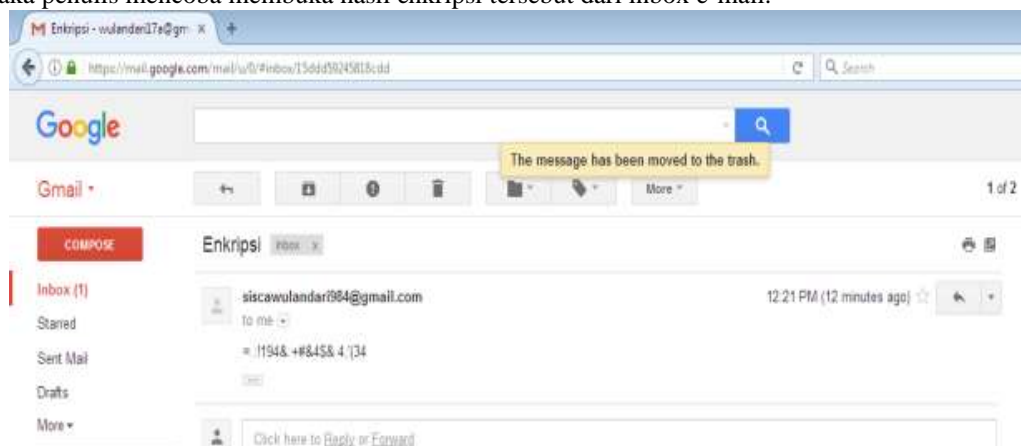 penulis mencoba membuka hasil enkripsi tersebut dari inbox e-mail.
Enkripsi - wulandari17a@gm x +
https://mail.google.com/mail/u/0/#inbox/15ddd59245818cdd
Search
Google
The message has been moved to the trash.
Gmail
More
1 of 2
COMPOSE
Enkripsi
Inbox x
Inbox (1)
siscawulandari984@gmail.com
12:21 PM (12 minutes ago)
Starred
to me
Sent Mail
Drafts
More
Click here to Reply or Forward